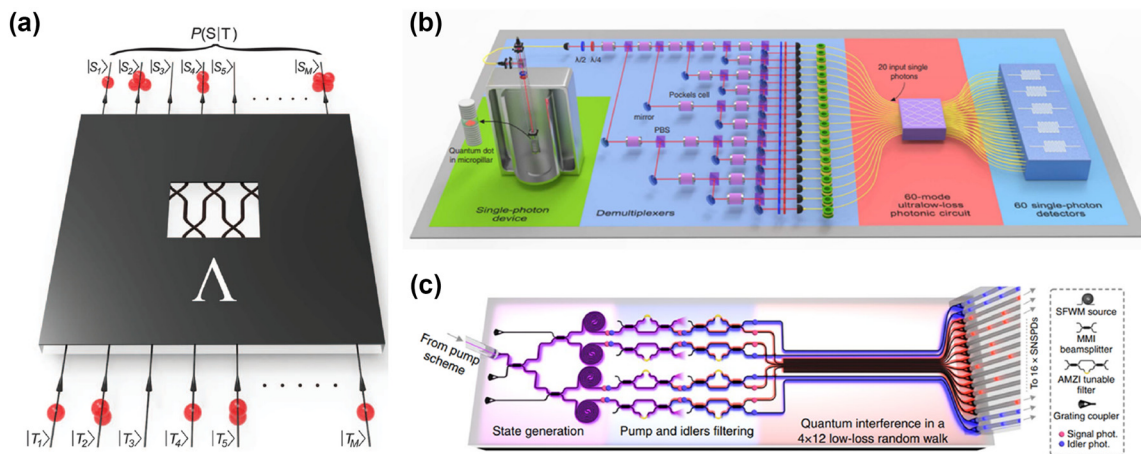 (a)
P(S|T)
|S1⟩ |S2⟩ |S3⟩ |S4⟩ |S5⟩ |SM⟩
Λ
|T1⟩ |T2⟩ |T3⟩ |T4⟩ |T5⟩ |TM⟩
(b)
λ/2 λ/4
20 input single
photons
Pockels cell
mirror
PBS
Quantum dot
in micropillar
Single-photon
device
Demultiplexers
60-mode
ultralow-loss
photonic circuit
60 single-photon
detectors
(c)
From pump
scheme
State generation
Pump and idlers filtering
Quantum interference in a
4×12 low-loss random walk
To 16 × SNSPDs
SFWM source
MMI
beamsplitter
AMZI tunable
filter
Grating coupler
Signal phot.
Idler phot.